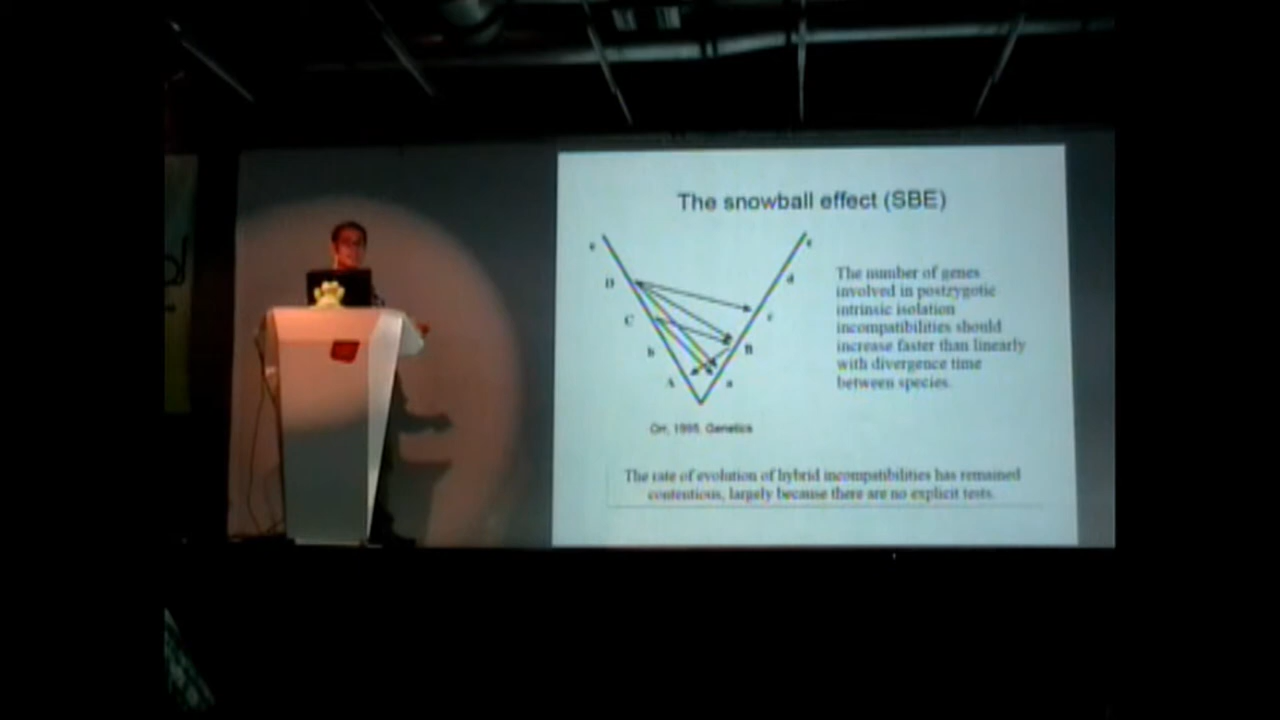 The snowball effect (SBE)
e
e
D
d
C
c
b
B
A
a
The number of genes
involved in postzygotic
intrinsic isolation
incompatibilities should
increase faster than linearly
with divergence time
between species.
Orr, 1995. Genetics
The rate of evolution of hybrid incompatibilities has remained
contentious, largely because there are no explicit tests.